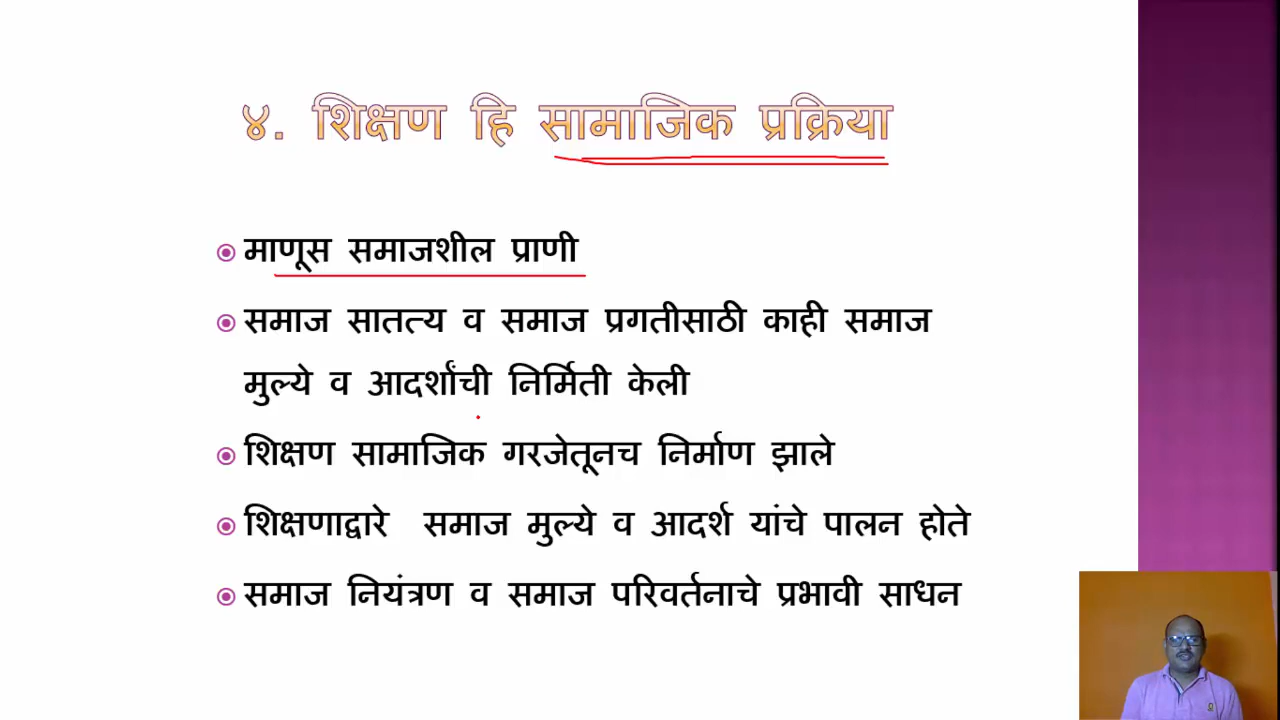 ४. शिक्षण हि सामाजिक प्रक्रिया
माणूस समाजशील प्राणी
समाज सातत्य व समाज प्रगतीसाठी काही समाज
मुल्ये व आदर्शांची निर्मिती केली
शिक्षण सामाजिक गरजेतूनच निर्माण झाले
शिक्षणाद्वारे समाज मुल्ये व आदर्श यांचे पालन होते
समाज नियंत्रण व समाज परिवर्तनाचे प्रभावी साधन